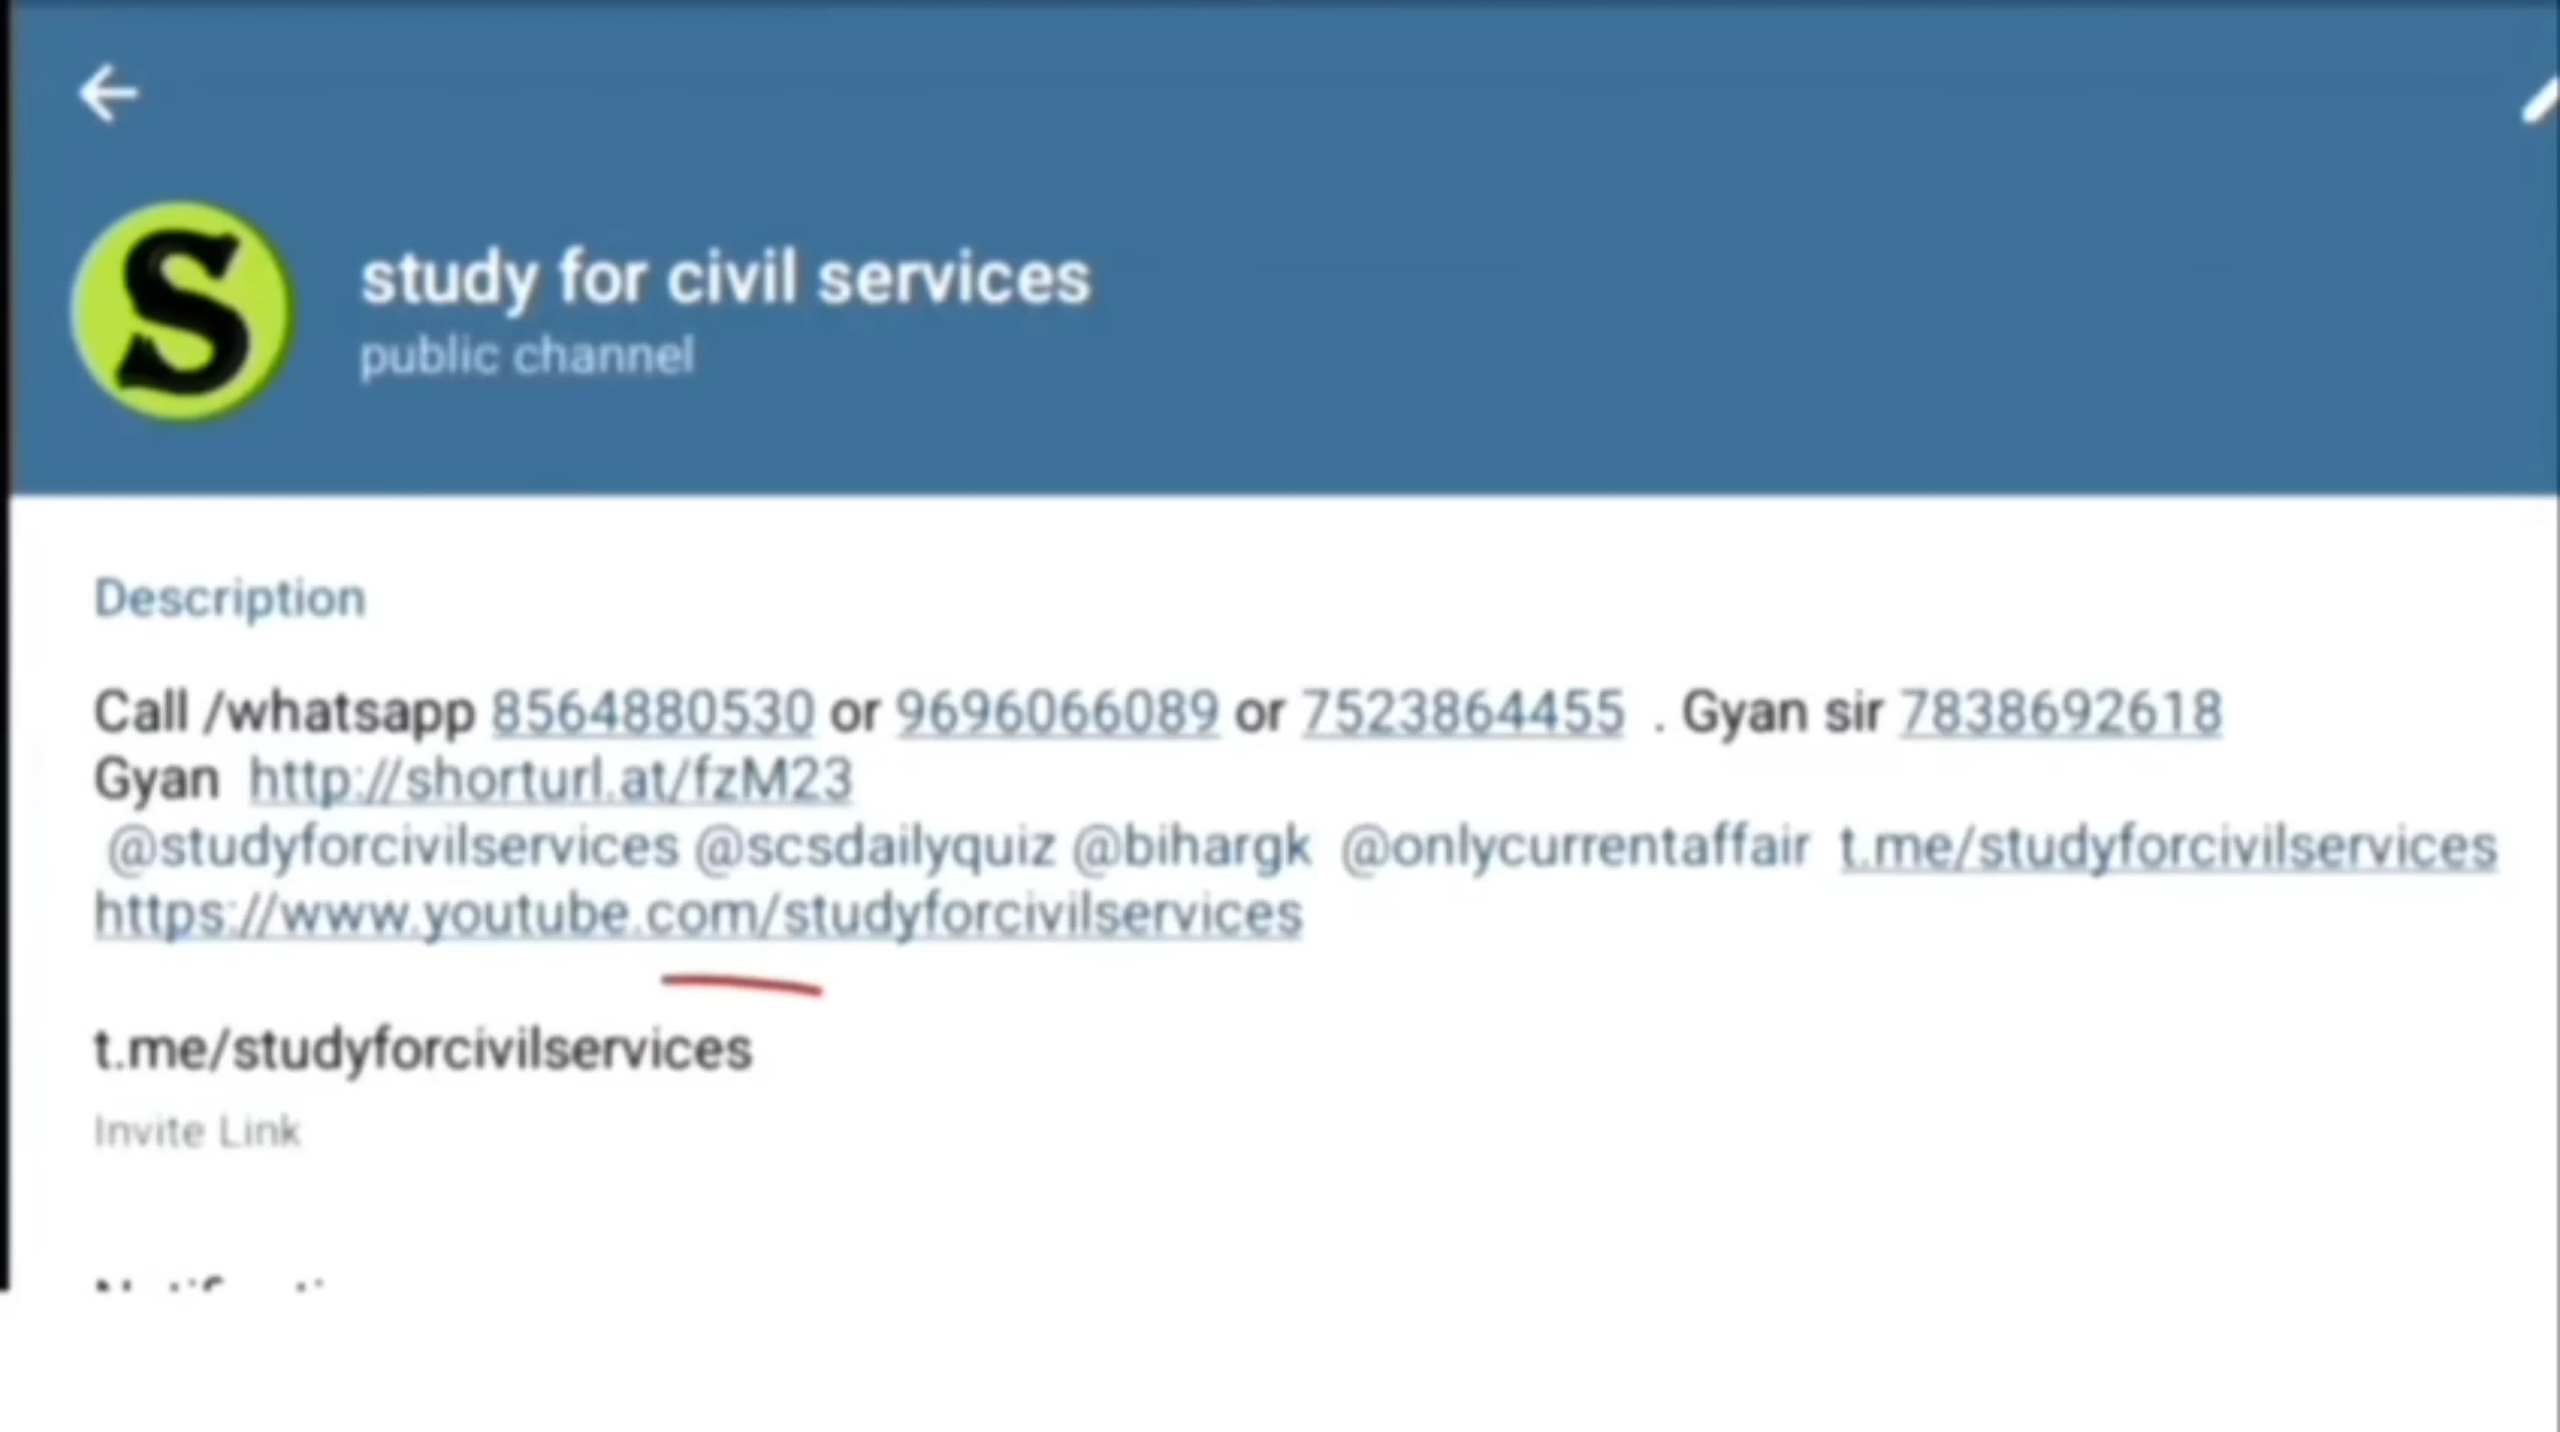 S
study for civil services
public channel
Description
Call /whatsapp 8564880530 or 9696066089 or 7523864455 . Gyan sir 7838692618
Gyan http://shorturl.at/fzM23
@studyforcivilservices @scsdailyquiz @bihargk @onlycurrentaffair t.me/studyforcivilservices
https://www.youtube.com/studyforcivilservices
t.me/studyforcivilservices
Invite Link